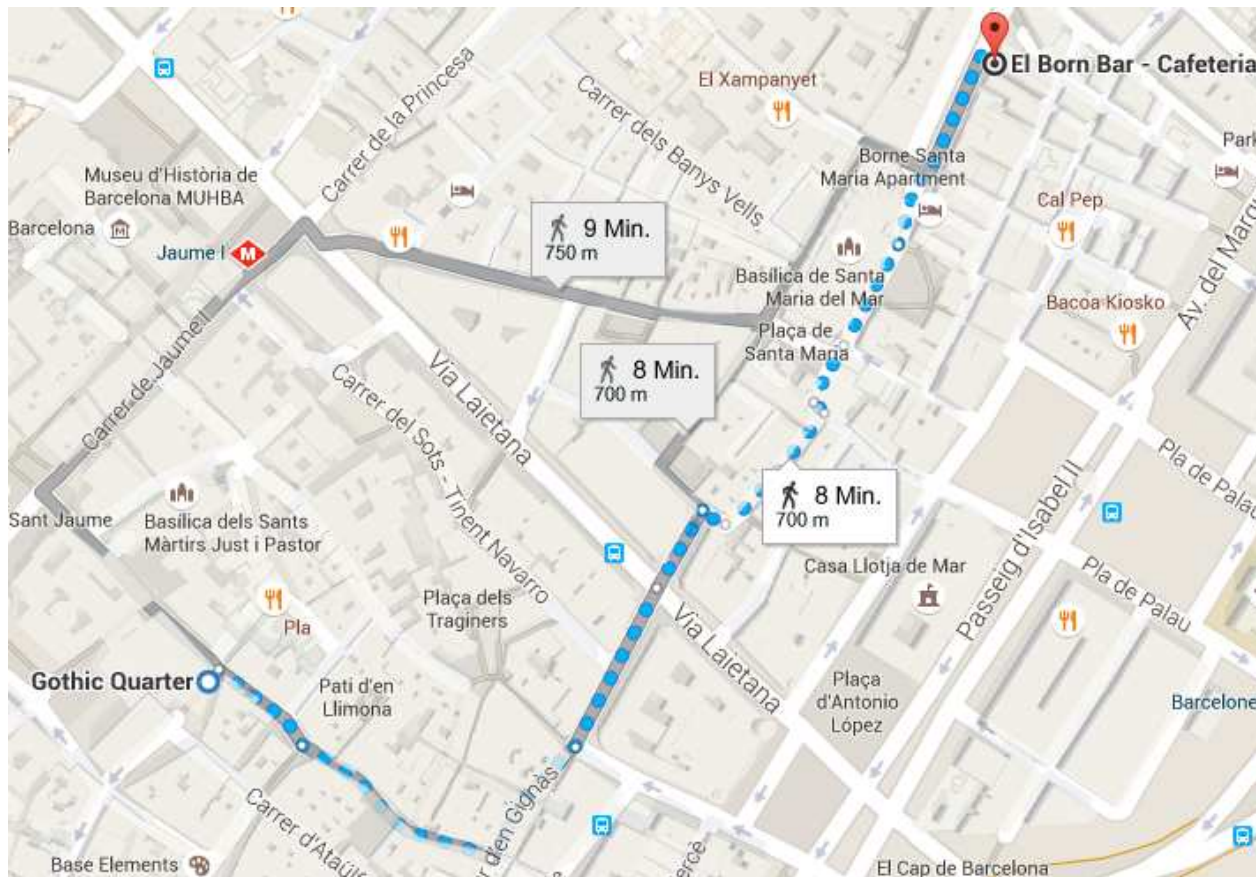 El Born Bar - Cafeteria
El Xampanyet
Carrer de la Princesa
Carrer dels Banys Vells
Park
Museu d'Història de
Barcelona MUHBA
Borne Santa
Maria Apartment
Cal Pep
Barcelona
Jaume I
M
9 Min.
750 m
Basílica de Santa
Maria del Mar
Av. del Marquès
Bacoa Kiosko
Plaça de
Santa Maria
Carrer de Jaume I
8 Min.
700 m
Via Laietana
Carrer del Sots - Tinent Navarro
Passeig d'Isabel II
Pla de Palau
8 Min.
700 m
Sant Jaume
Basílica dels Sants
Màrtirs Just i Pastor
Casa Llotja de Mar
Pla de Palau
Plaça dels
Traginers
Pla
Via Laietana
Gothic Quarter
Pati d'en
Llimona
Plaça
d'Antonio
López
Barcelone
Carrer d'Ataülf
r d'en Gignàs
ercè
Base Elements
El Cap de Barcelona